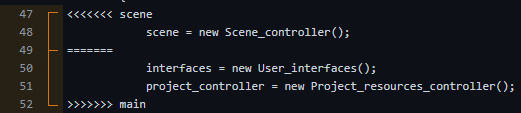 47 <<<<<<< scene
48 scene = new Scene_controller();
49 =======
50 interfaces = new User_interfaces();
51 project_controller = new Project_resources_controller();
52 >>>>>>> main